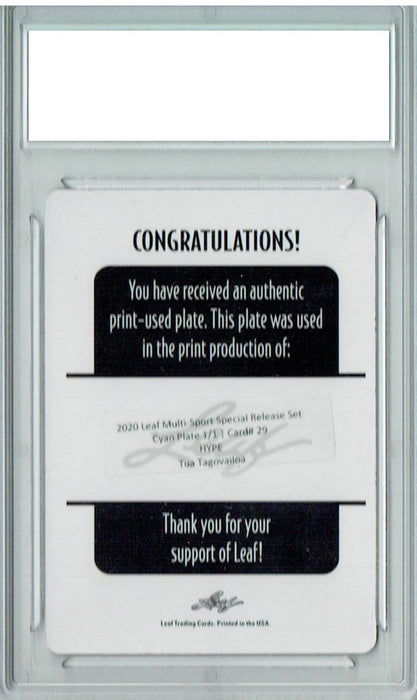 CONGRATULATIONS!
You have received an authentic
print-used plate. This plate was used
in the print production of:
2020 Leaf Multi Sport Special Release Set
Cyan Plate 1/1 | Card# 29
HYPE
Tua Tagovailoa
Thank you for your
support of Leaf!
Leaf
Leaf Trading Cards. Printed in the USA.